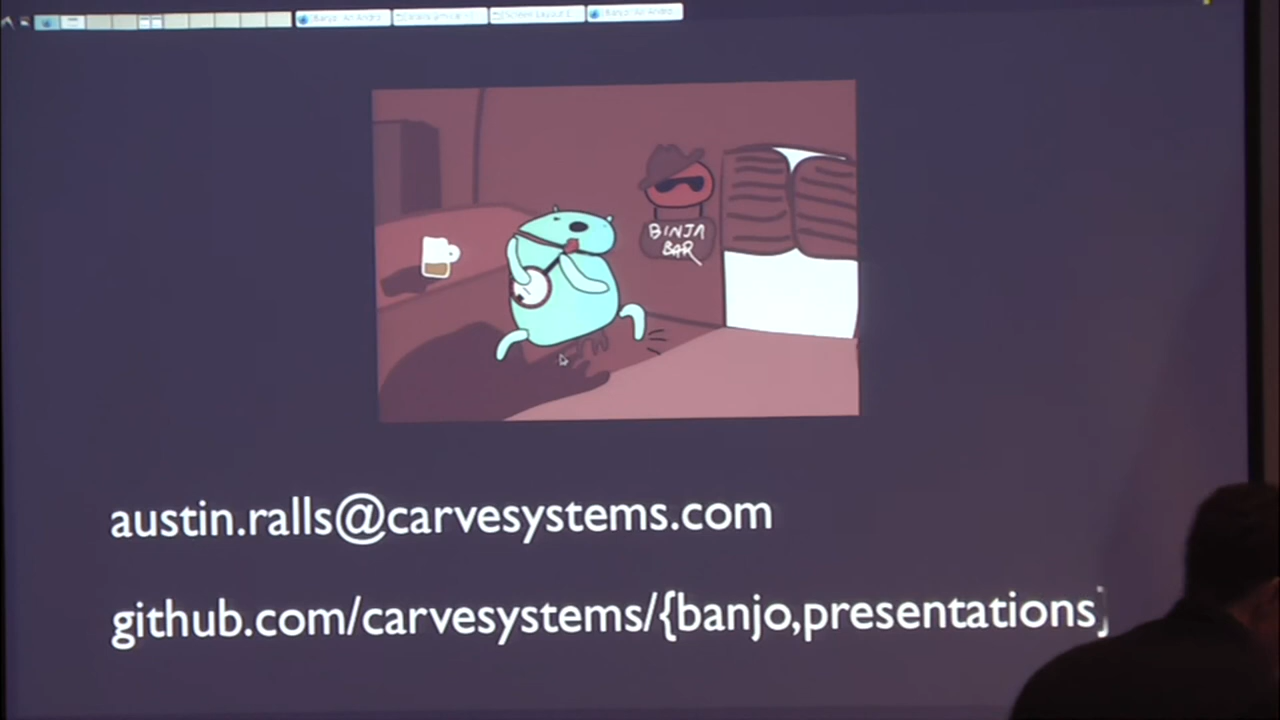 BINJA
BAR
austin.ralls@carvesystems.com
github.com/carvesystems/{banjo,presentations}